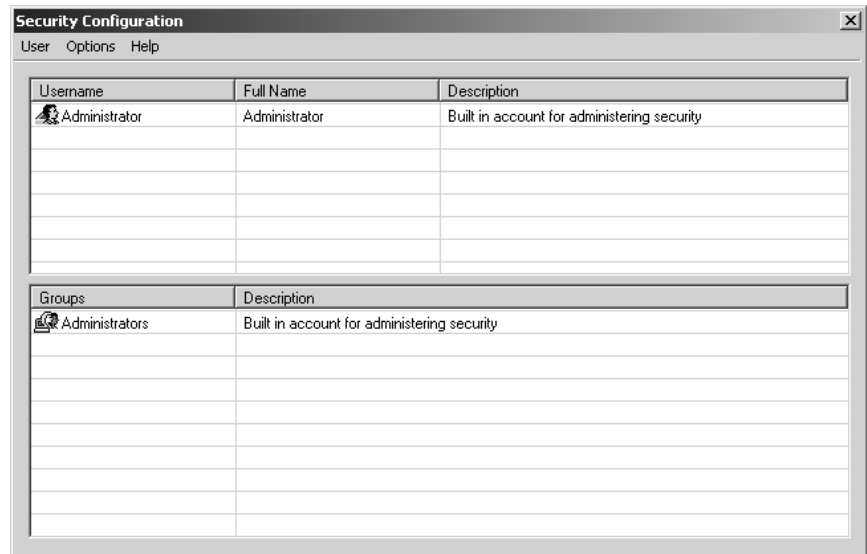 Security Configuration
User Options Help
Username Full Name Description
Administrator Administrator Built in account for administering security
Groups Description
Administrators Built in account for administering security